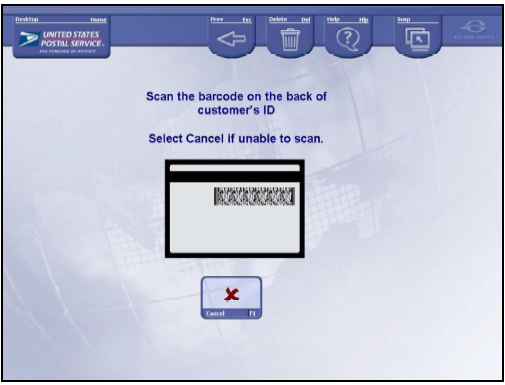 Desktop Home
Prev Esc
Delete Del
Help Hlp
Swap
UNITED STATES
POSTAL SERVICE
Scan the barcode on the back of
customer's ID
Select Cancel if unable to scan.
Cancel